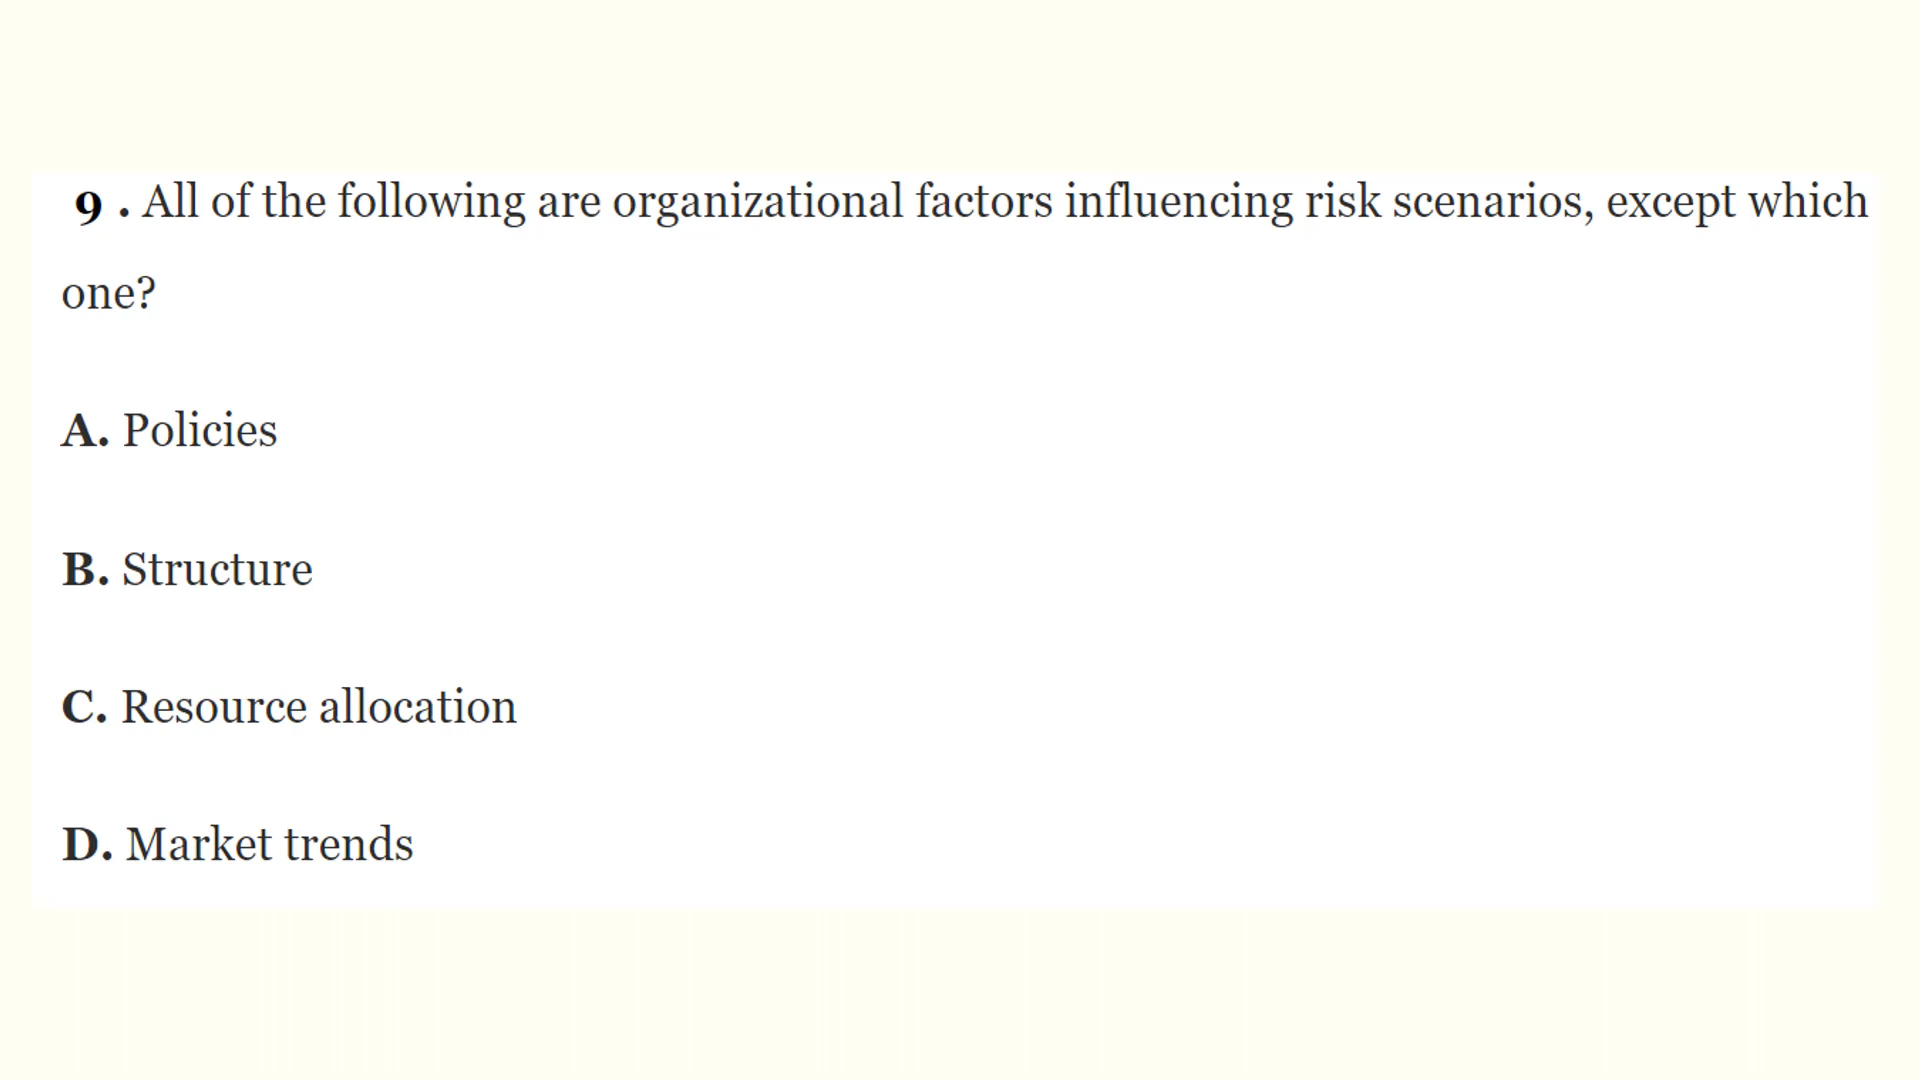 9 . All of the following are organizational factors influencing risk scenarios, except which
one?
A. Policies
B. Structure
C. Resource allocation
D. Market trends